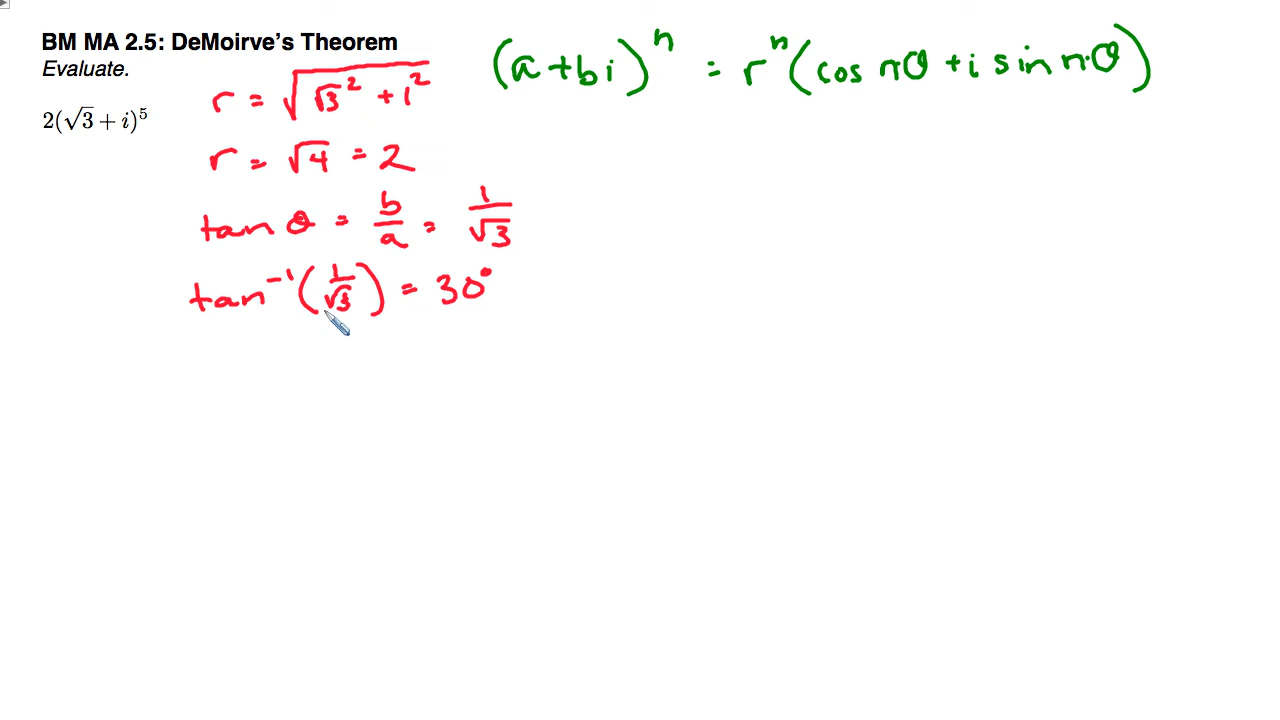 BM MA 2.5: DeMoirve's Theorem
Evaluate.
2(√3 + i)⁵
(a+bi)ⁿ = rⁿ(cos nθ + i sin n·θ)
r = √(√3² + 1²)
r = √4 = 2
tan θ = b/a = 1/√3
tan⁻¹(1/√3) = 30°